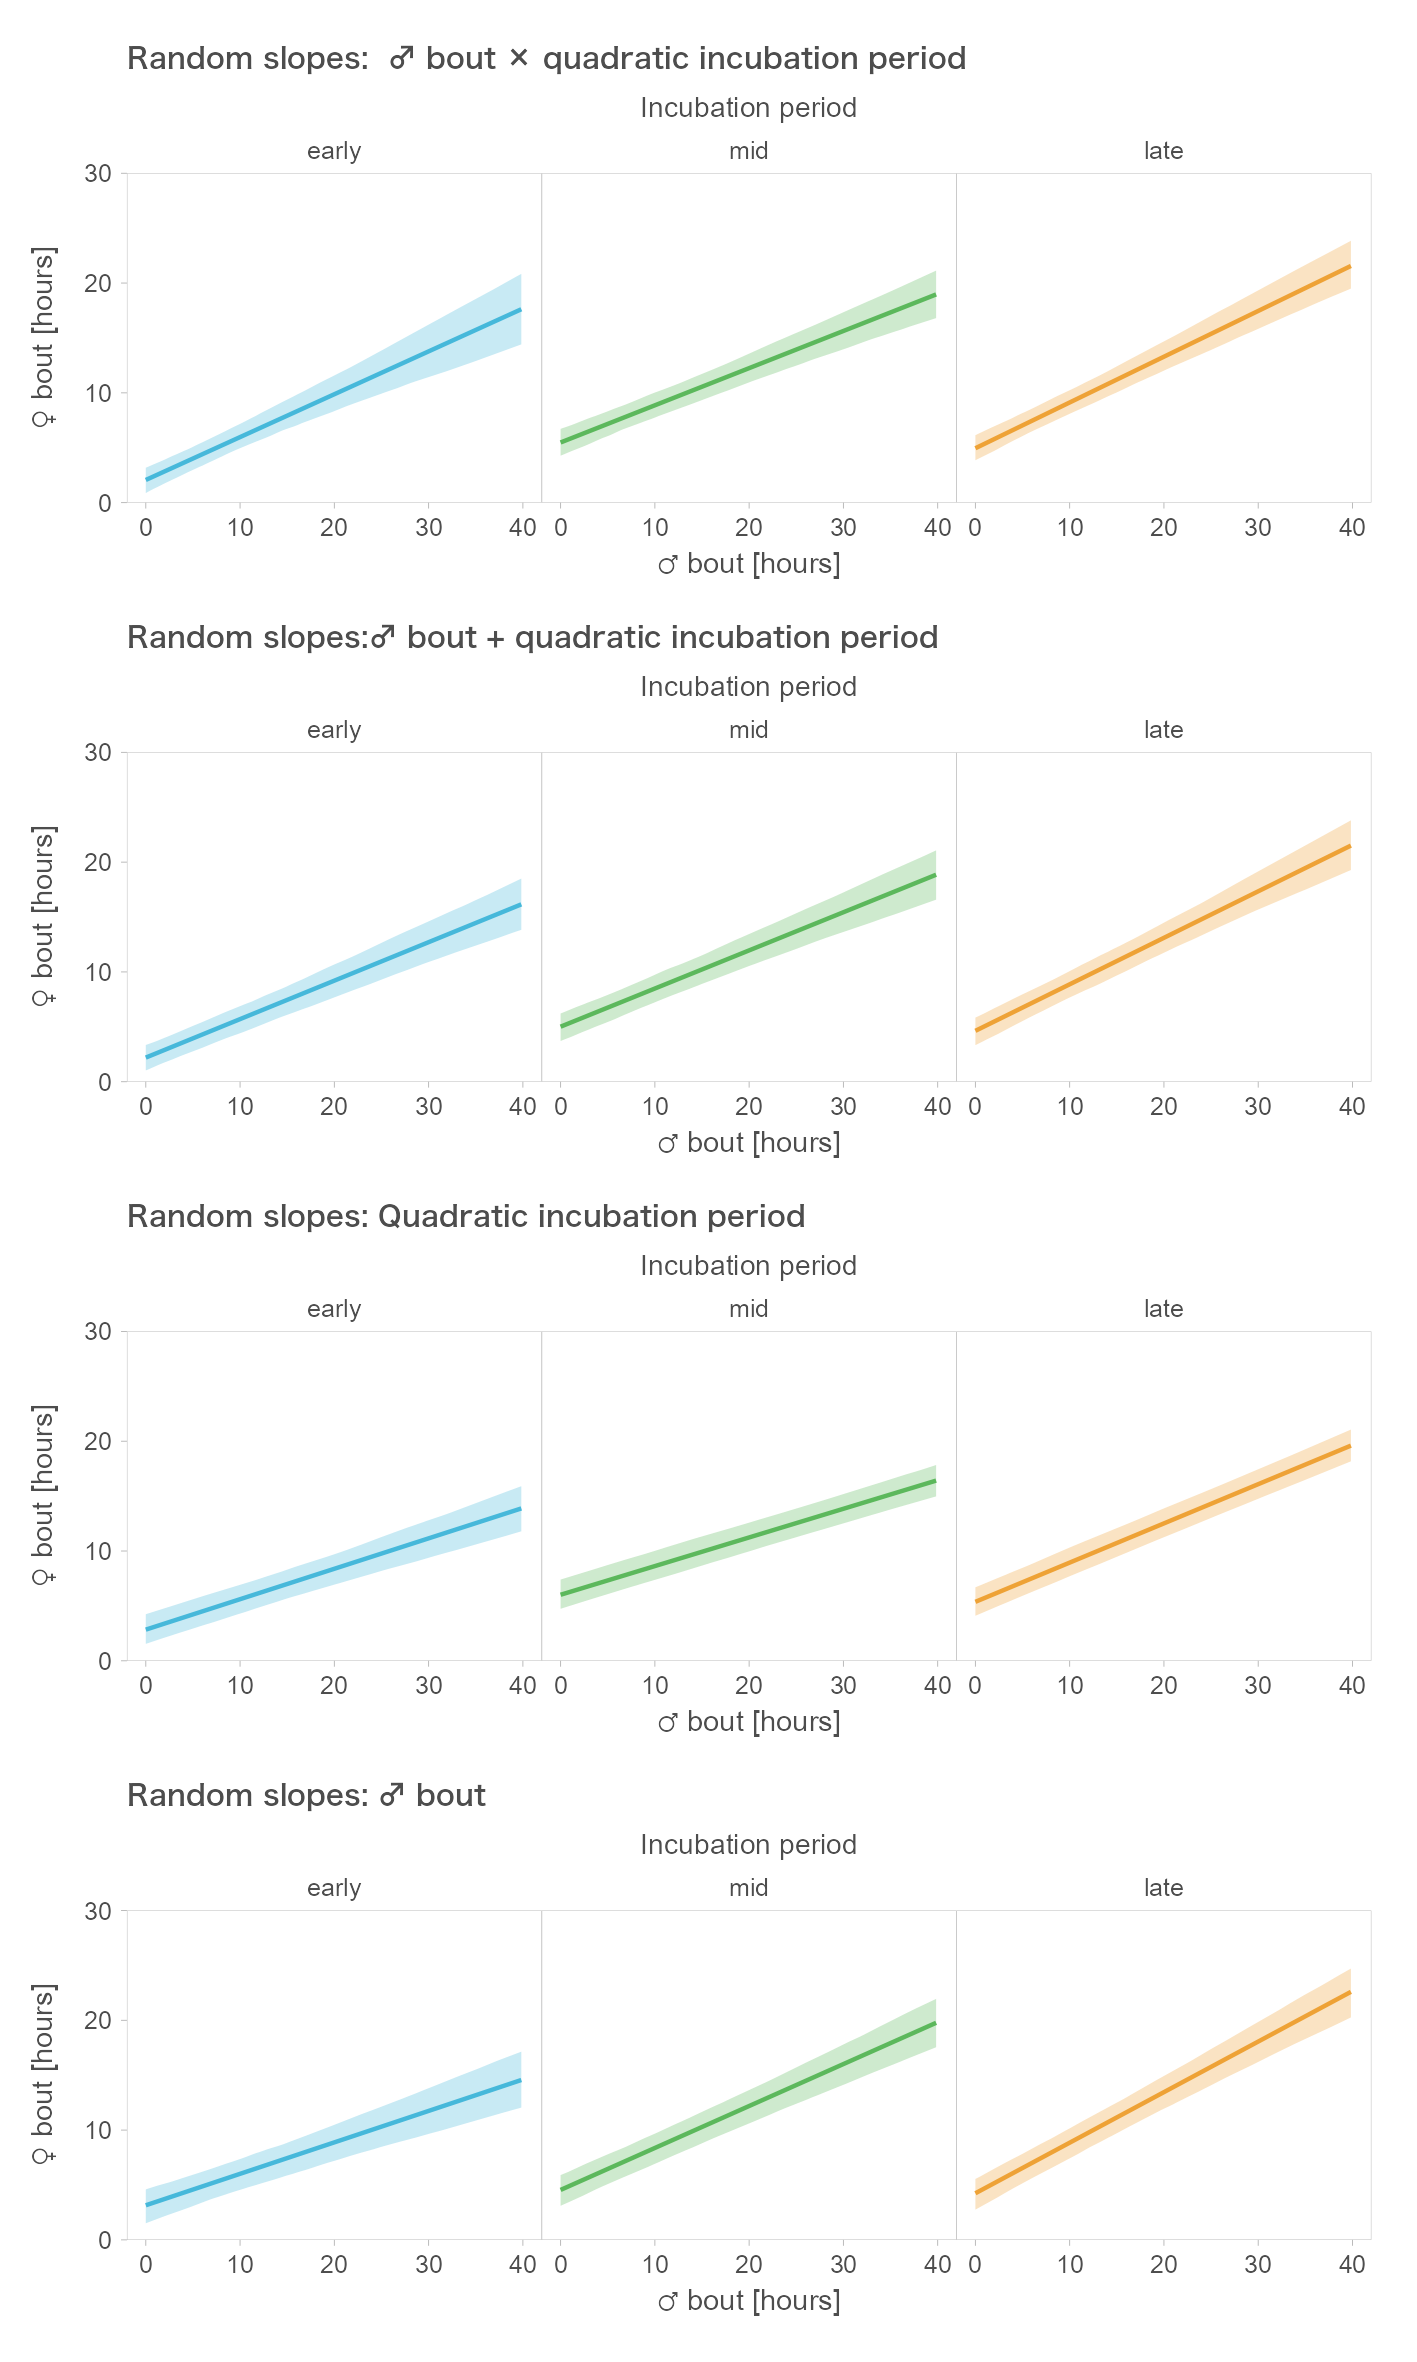 Random slopes: ♂ bout × quadratic incubation period
Incubation period
early mid late
30
20
10
0
♀ bout [hours]
0 10 20 30 40 0 10 20 30 40 0 10 20 30 40
♂ bout [hours]
Random slopes:♂ bout + quadratic incubation period
Incubation period
early mid late
30
20
10
0
♀ bout [hours]
0 10 20 30 40 0 10 20 30 40 0 10 20 30 40
♂ bout [hours]
Random slopes: Quadratic incubation period
Incubation period
early mid late
30
20
10
0
♀ bout [hours]
0 10 20 30 40 0 10 20 30 40 0 10 20 30 40
♂ bout [hours]
Random slopes: ♂ bout
Incubation period
early mid late
30
20
10
0
♀ bout [hours]
0 10 20 30 40 0 10 20 30 40 0 10 20 30 40
♂ bout [hours]